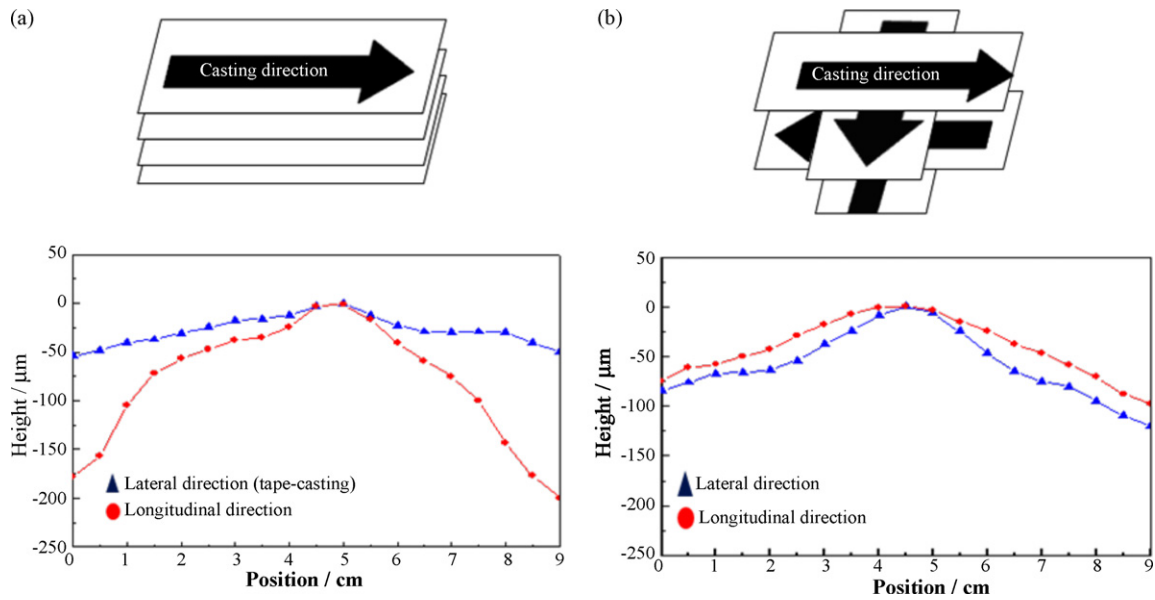 (a)
Casting direction
50
0
-50
-100
-150
-200
-250
Height / μm
Lateral direction (tape-casting)
Longitudinal direction
0 1 2 3 4 5 6 7 8 9
Position / cm
(b)
Casting direction
50
0
-50
-100
-150
-200
-250
Height / μm
Lateral direction
Longitudinal direction
0 1 2 3 4 5 6 7 8 9
Position / cm